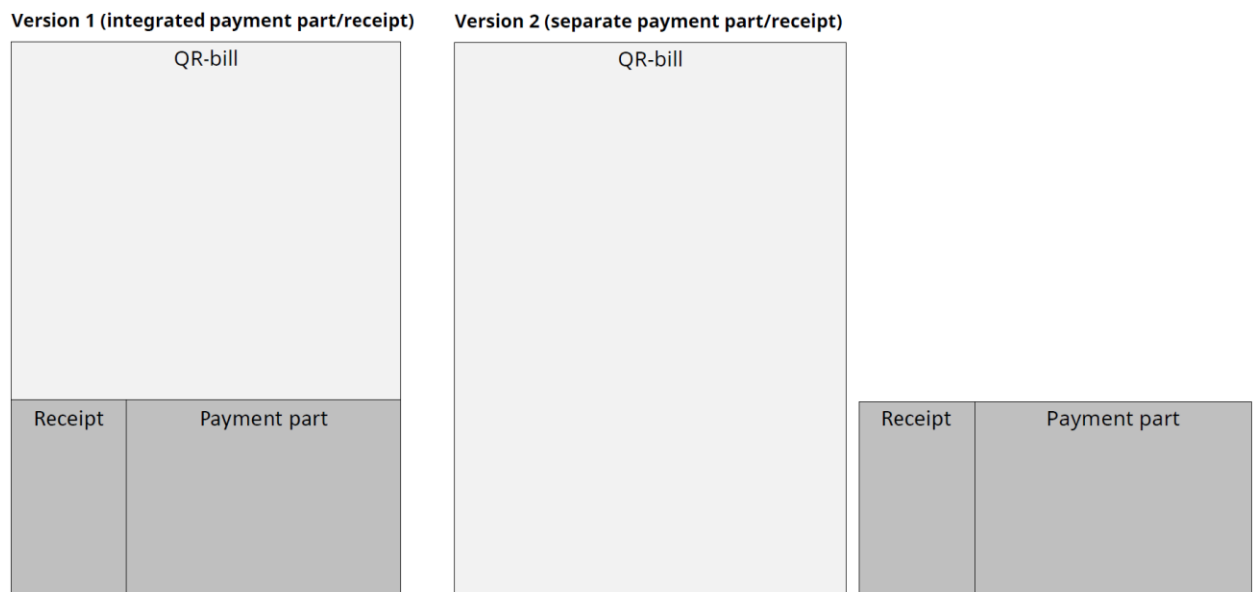 Version 1 (integrated payment part/receipt)
QR-bill
Receipt
Payment part
Version 2 (separate payment part/receipt)
QR-bill
Receipt
Payment part